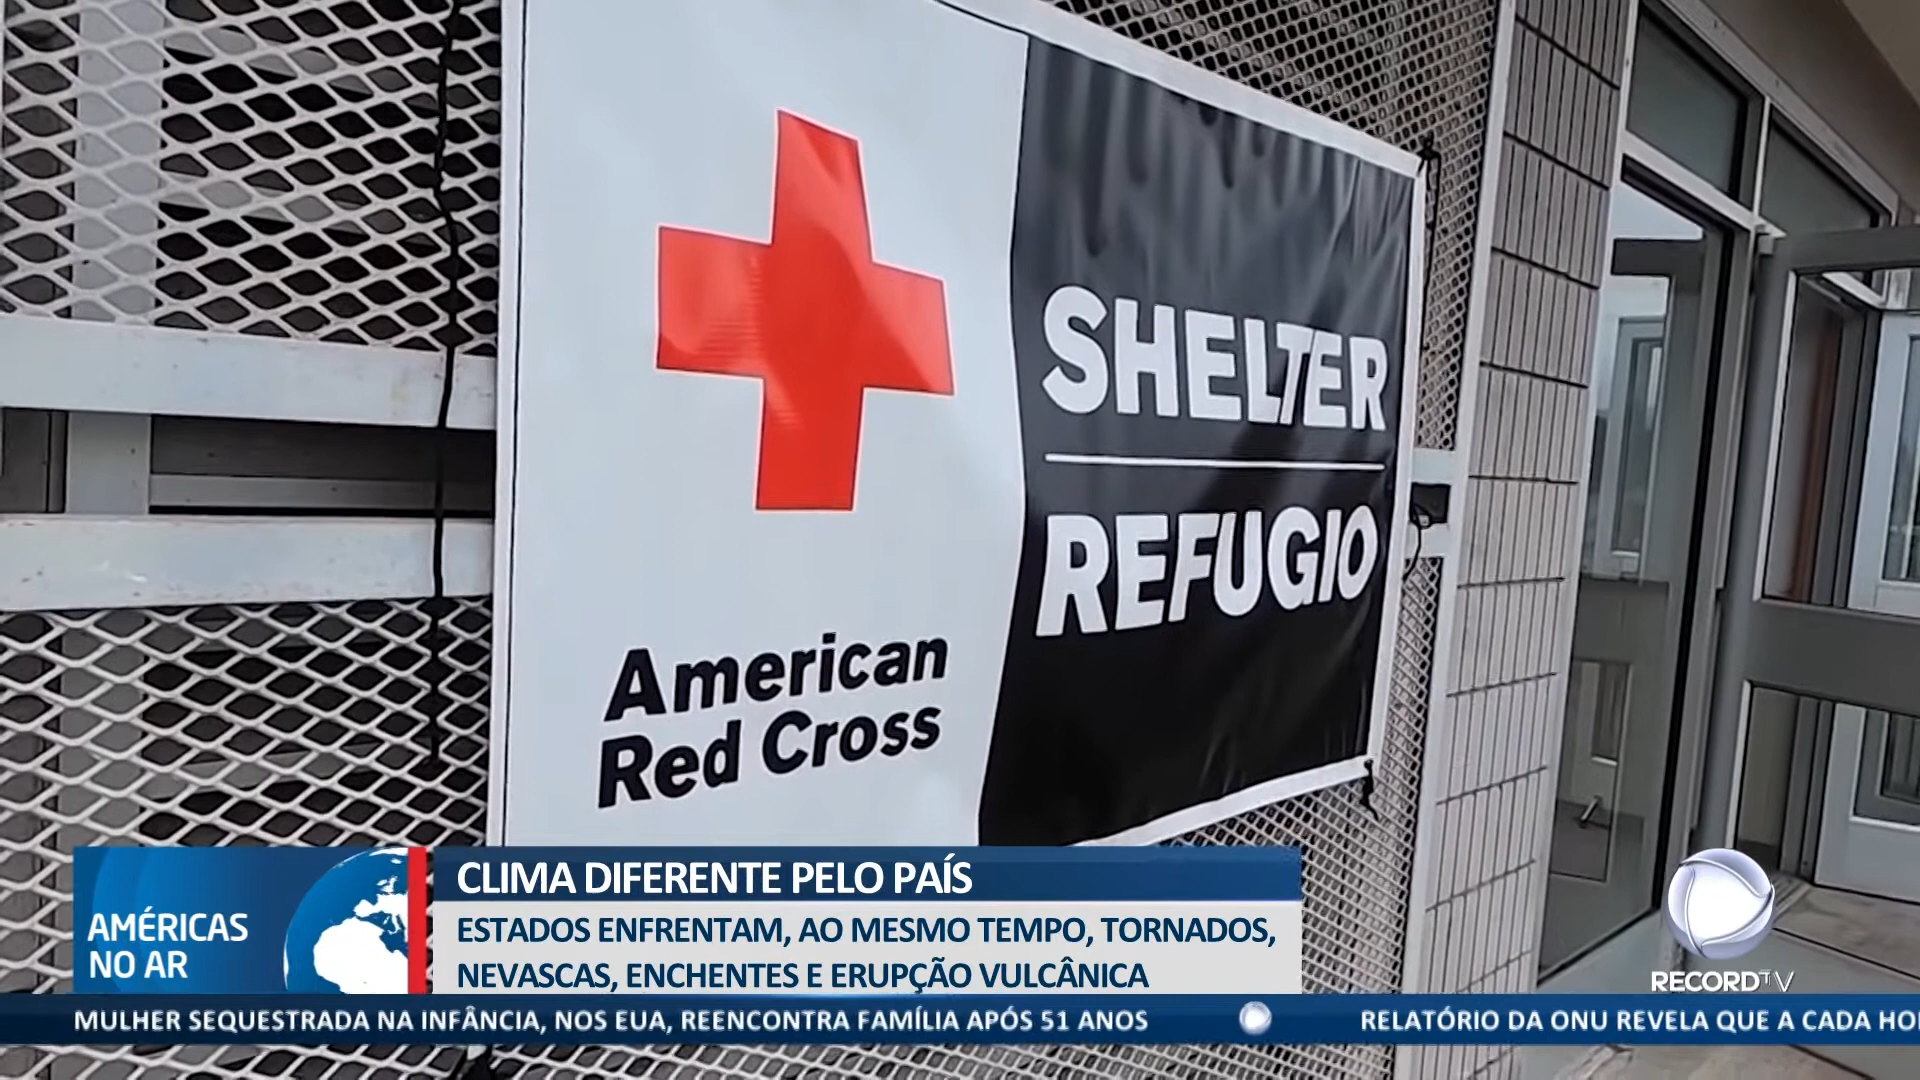 SHELTER
REFUGIO
American
Red Cross
CLIMA DIFERENTE PELO PAÍS
AMÉRICAS
NO AR
ESTADOS ENFRENTAM, AO MESMO TEMPO, TORNADOS,
NEVASCAS, ENCHENTES E ERUPÇÃO VULCÂNICA
RECORDTV
MULHER SEQUESTRADA NA INFÂNCIA, NOS EUA, REENCONTRA FAMÍLIA APÓS 51 ANOS
RELATÓRIO DA ONU REVELA QUE A CADA